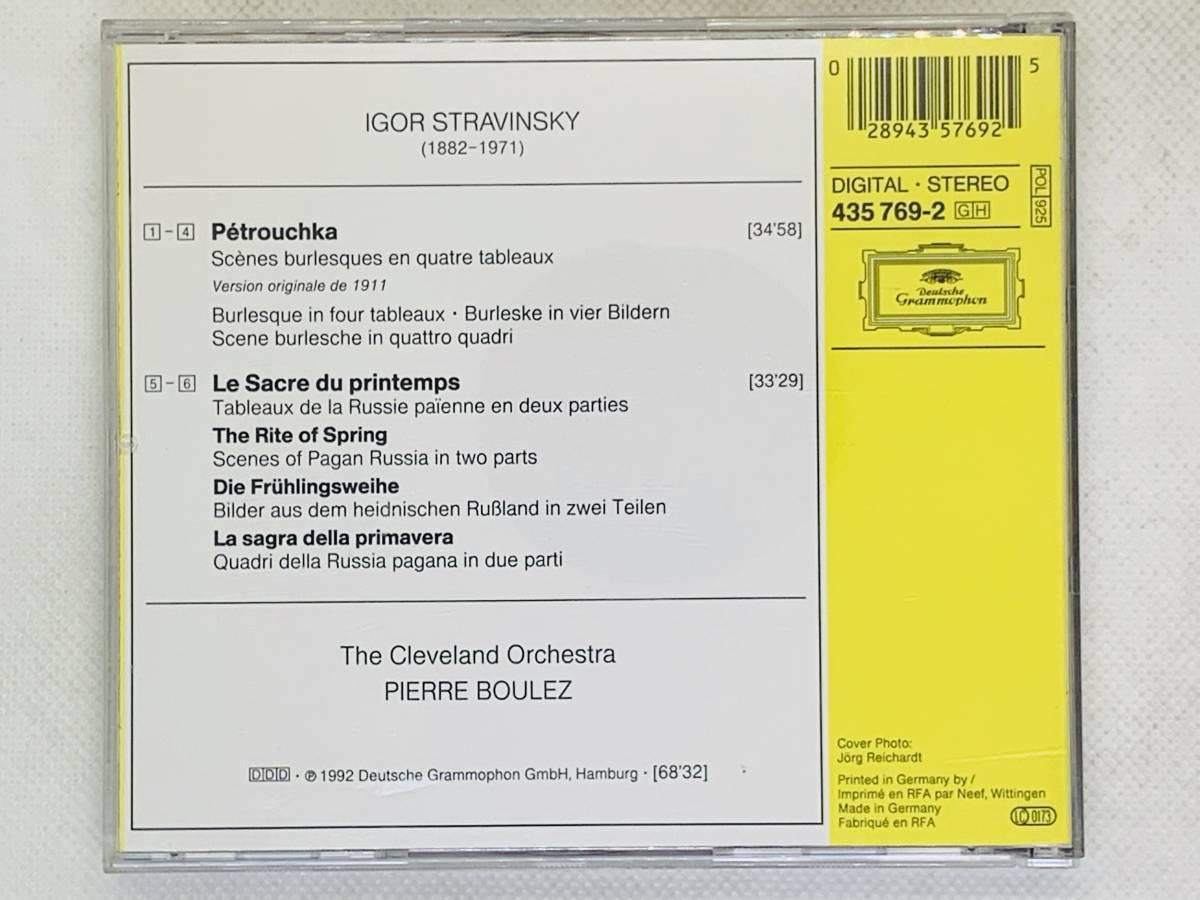 IGOR STRAVINSKY
(1882–1971)
1 – 4 Pétrouchka [34'58]
Scènes burlesques en quatre tableaux
Version originale de 1911
Burlesque in four tableaux · Burleske in vier Bildern
Scene burlesche in quattro quadri
5 – 6 Le Sacre du printemps [33'29]
Tableaux de la Russie païenne en deux parties
The Rite of Spring
Scenes of Pagan Russia in two parts
Die Frühlingsweihe
Bilder aus dem heidnischen Rußland in zwei Teilen
La sagra della primavera
Quadri della Russia pagana in due parti
The Cleveland Orchestra
PIERRE BOULEZ
DDD · ℗ 1992 Deutsche Grammophon GmbH, Hamburg · [68'32]
0 28943 57692 5
DIGITAL · STEREO
435 769-2 GH
POL 925
Deutsche
Grammophon
Cover Photo:
Jörg Reichardt
Printed in Germany by /
Imprimé en RFA par Neef, Wittingen
Made in Germany
Fabriqué en RFA
LC 0173